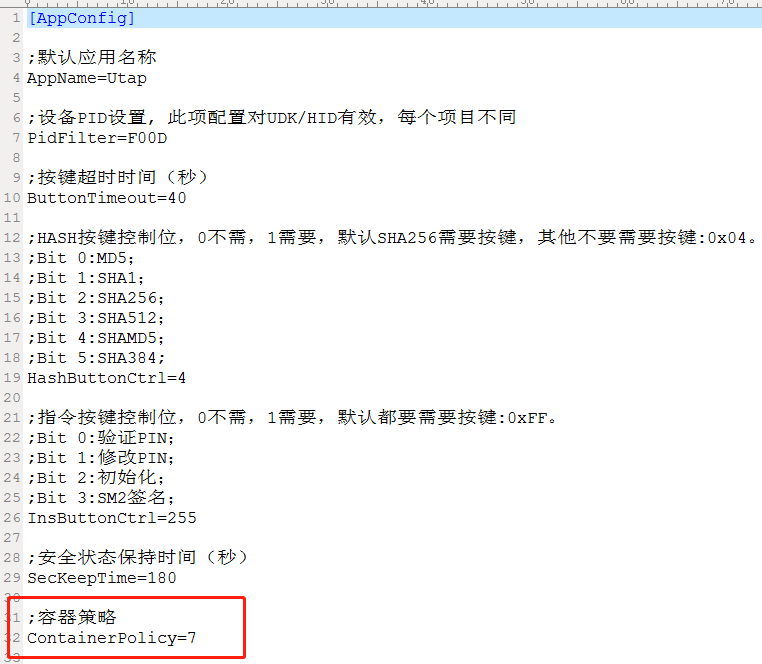 [AppConfig]
;默认应用名称
AppName=Utap
;设备PID设置, 此项配置对UDK/HID有效，每个项目不同
PidFilter=F00D
;按键超时时间（秒）
ButtonTimeout=40
;HASH按键控制位，0不需，1需要，默认SHA256需要按键，其他不要需要按键:0x04。
;Bit 0:MD5;
;Bit 1:SHA1;
;Bit 2:SHA256;
;Bit 3:SHA512;
;Bit 4:SHAMD5;
;Bit 5:SHA384;
HashButtonCtrl=4
;指令按键控制位，0不需，1需要，默认都要需要按键:0xFF。
;Bit 0:验证PIN;
;Bit 1:修改PIN;
;Bit 2:初始化;
;Bit 3:SM2签名;
InsButtonCtrl=255
;安全状态保持时间（秒）
SecKeepTime=180
;容器策略
ContainerPolicy=7